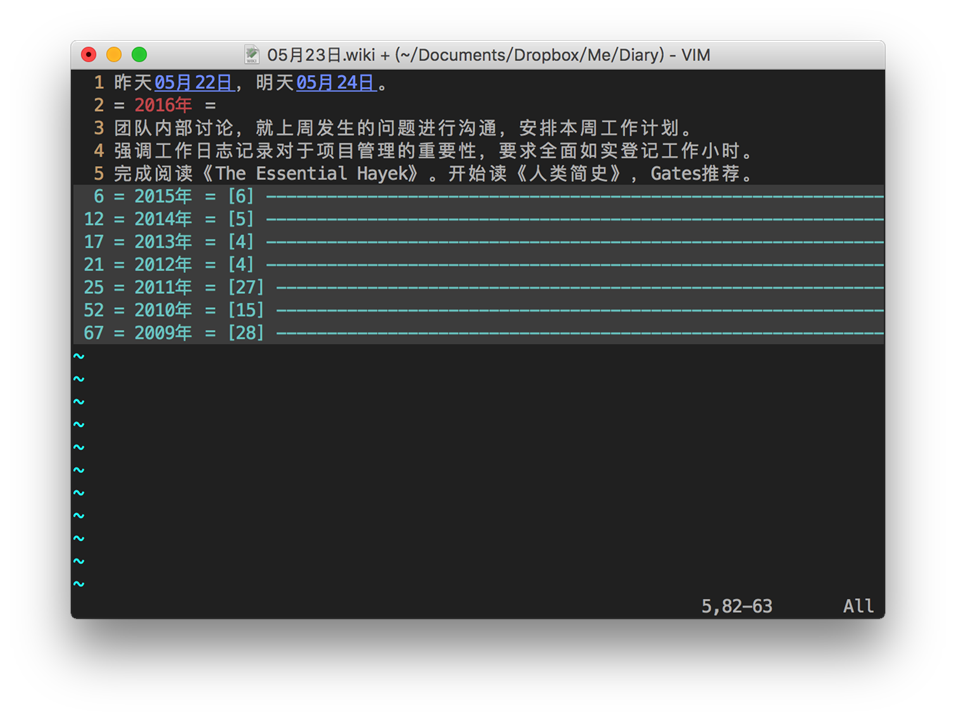 05月23日.wiki + (~/Documents/Dropbox/Me/Diary) - VIM
1 昨天05月22日，明天05月24日。
2 = 2016年 =
3 团队内部讨论，就上周发生的问题进行沟通，安排本周工作计划。
4 强调工作日志记录对于项目管理的重要性，要求全面如实登记工作小时。
5 完成阅读《The Essential Hayek》。开始读《人类简史》，Gates推荐。
6 = 2015年 = [6] -------------------------------------------------------------
12 = 2014年 = [5] -------------------------------------------------------------
17 = 2013年 = [4] -------------------------------------------------------------
21 = 2012年 = [4] -------------------------------------------------------------
25 = 2011年 = [27] ------------------------------------------------------------
52 = 2010年 = [15] ------------------------------------------------------------
67 = 2009年 = [28] ------------------------------------------------------------
~
~
~
~
~
~
~
~
~
~
~
5,82-63 All